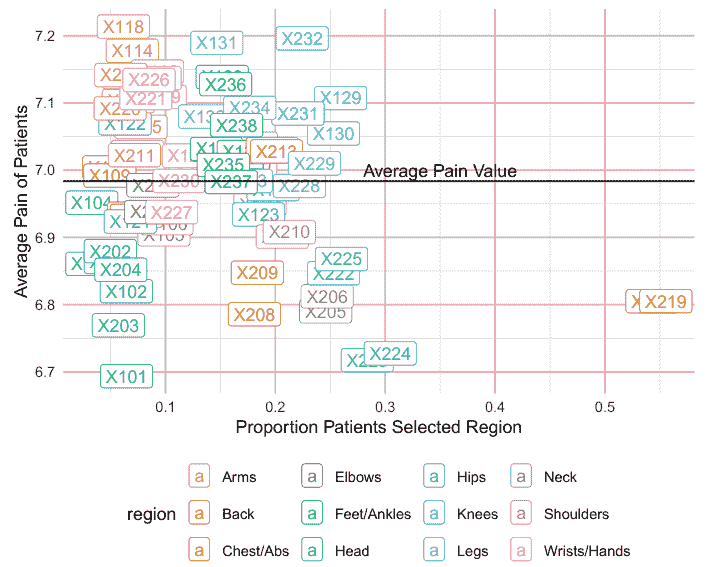 7.2
7.1
7.0
6.9
6.8
6.7
Average Pain of Patients
X118
X114
X131
X232
X226
X236
X221
X129
X234
X231
X122
X238
X130
X211
X235
X229
Average Pain Value
X230
X237
X228
X104
X227
X123
X210
X202
X204
X209
X225
X222
X102
X206
X205
X219
X208
X203
X224
X101
0.1
0.2
0.3
0.4
0.5
Proportion Patients Selected Region
region
a Arms
a Elbows
a Hips
a Neck
a Back
a Feet/Ankles
a Knees
a Shoulders
a Chest/Abs
a Head
a Legs
a Wrists/Hands